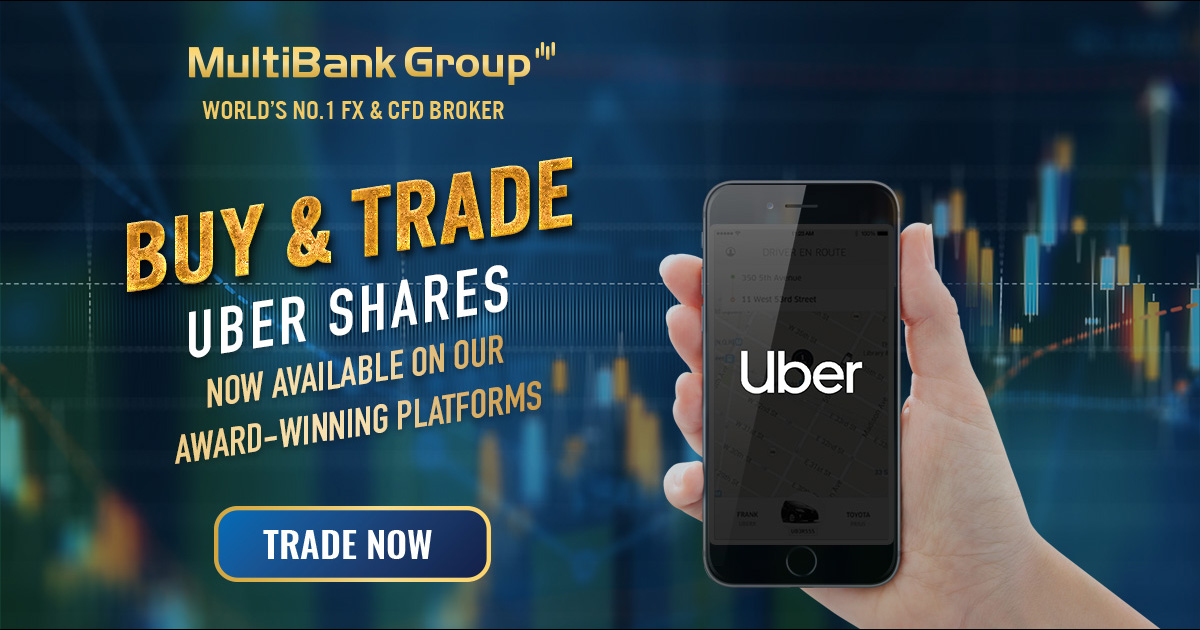 MultiBank Group
WORLD'S NO.1 FX & CFD BROKER
BUY & TRADE
UBER SHARES
NOW AVAILABLE ON OUR
AWARD-WINNING PLATFORMS
TRADE NOW
DRIVER EN ROUTE
350 5th Avenue
11 West 53rd Street
Uber
FRANK
TOYOTA